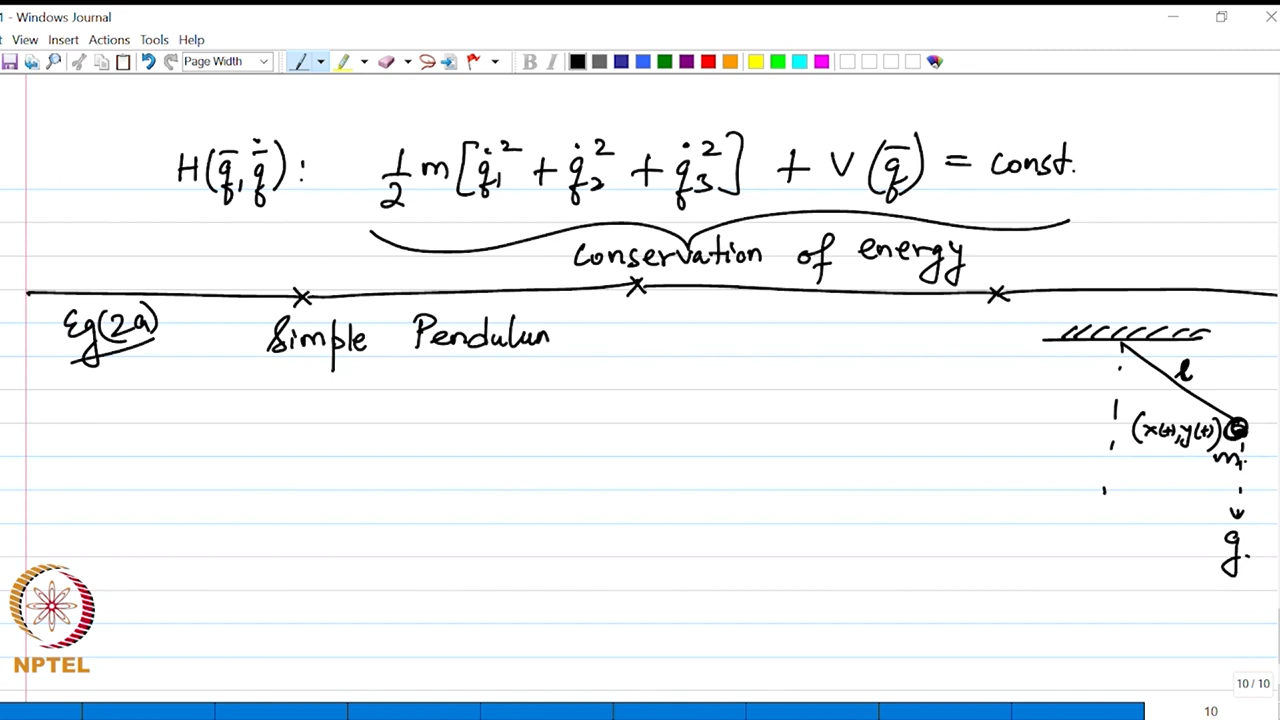 1 - Windows Journal
View Insert Actions Tools Help
Page Width
B I
H(q̄, q̄̇) : 1/2 m [q̇₁² + q̇₂² + q̇₃²] + V(q̄) = const.
Conservation of energy
Eg(2a) Simple Pendulum
l
(x(t), y(t))
m
g.
NPTEL
10 / 10
10